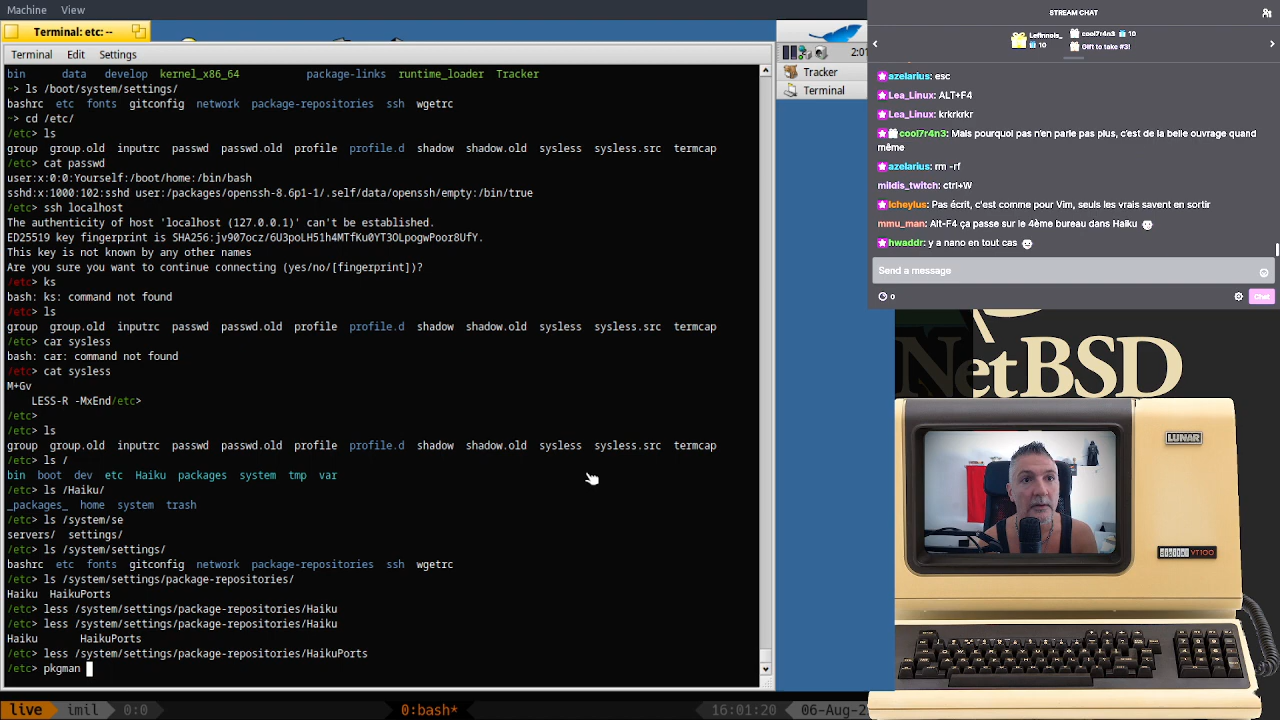 Machine View
Terminal: etc: --
Terminal Edit Settings
bin data develop kernel_x86_64 package-links runtime_loader Tracker
~> ls /boot/system/settings/
bashrc etc fonts gitconfig network package-repositories ssh wgetrc
~> cd /etc/
/etc> ls
group group.old inputrc passwd passwd.old profile profile.d shadow shadow.old sysless sysless.src termcap
/etc> cat passwd
user:x:0:0:Yourself:/boot/home:/bin/bash
sshd:x:1000:102:sshd user:/packages/openssh-8.6p1-1/.self/data/openssh/empty:/bin/true
/etc> ssh localhost
The authenticity of host 'localhost (127.0.0.1)' can't be established.
ED25519 key fingerprint is SHA256:jv907ocz/6U3poLH51h4MTfKu0YT3OLpogwPoor8UfY.
This key is not known by any other names
Are you sure you want to continue connecting (yes/no/[fingerprint])?
/etc> ks
bash: ks: command not found
/etc> ls
group group.old inputrc passwd passwd.old profile profile.d shadow shadow.old sysless sysless.src termcap
/etc> car sysless
bash: car: command not found
/etc> cat sysless
M+Gv
LESS-R -MxEnd/etc>
/etc>
/etc> ls
group group.old inputrc passwd passwd.old profile profile.d shadow shadow.old sysless sysless.src termcap
/etc> ls /
bin boot dev etc Haiku packages system tmp var
/etc> ls /Haiku/
_packages_ home system trash
/etc> ls /system/se
servers/ settings/
/etc> ls /system/settings/
bashrc etc fonts gitconfig network package-repositories ssh wgetrc
/etc> ls /system/settings/package-repositories/
Haiku HaikuPorts
/etc> less /system/settings/package-repositories/Haiku
/etc> less /system/settings/package-repositories/Haiku
Haiku HaikuPorts
/etc> less /system/settings/package-repositories/HaikuPorts
/etc> pkgman
2:01
Tracker
Terminal
STREAM CHAT
Lefinnois_ 10
cool7r4n3 10
Gift to take #3!
azelarius: esc
Lea_Linux: ALT+F4
Lea_Linux: krkrkrkr
cool7r4n3: Mais pourquoi pas n'en parle pas plus, c'est de la belle ouvrage quand
même
azelarius: rm -rf
mildis_twitch: ctrl+W
lcheylus: Pas écrit, c'est comme pour Vim, seuls les vrais savent en sortir
mmu_man: Alt-F4 ça passe sur le 4ème bureau dans Haiku
hwaddr: y a nano en tout cas
Send a message
0
Chat
NetBSD
LUNAR
digital VT100
live imil 0:0 0:bash* 16:01:20 06-Aug-2